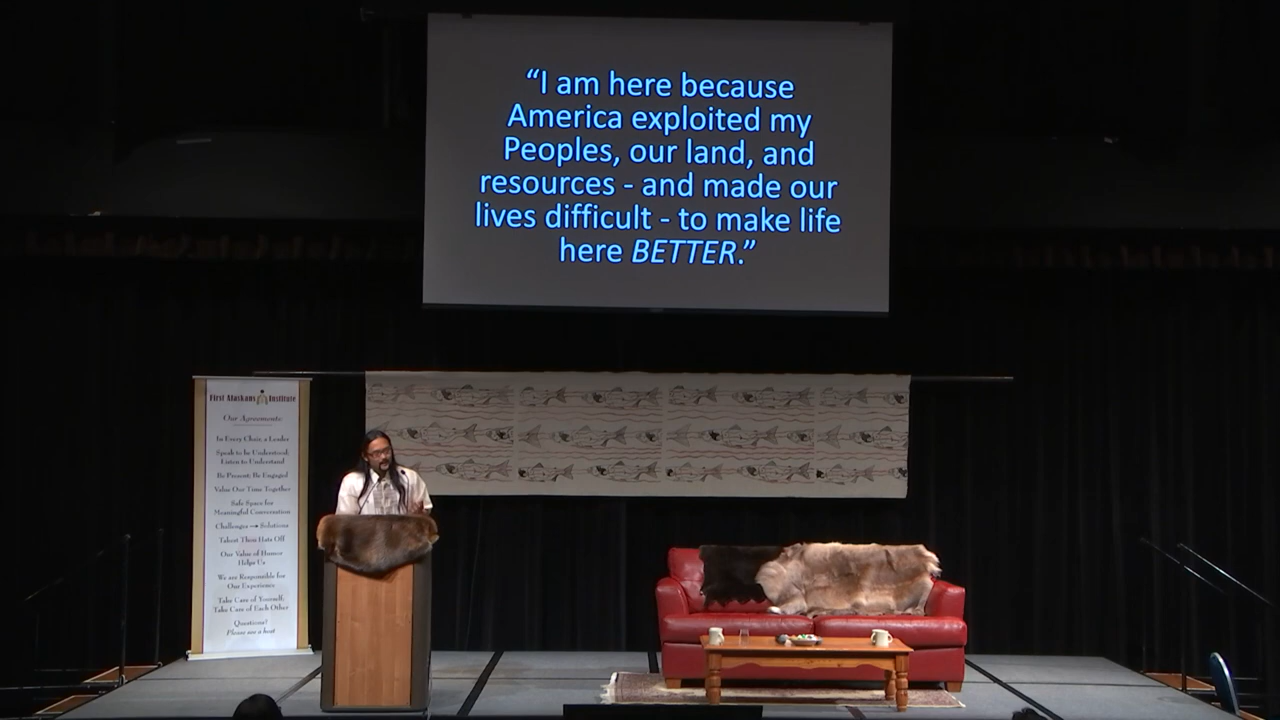 “I am here because
America exploited my
Peoples, our land, and
resources - and made our
lives difficult - to make life
here BETTER.”
First Alaskans Institute
Our Agreements
In Every Chair, a Leader
Speak to be Understood;
Listen to Understand
Be Present; Be Engaged
Value Our Time Together
Safe Space for
Meaningful Conversation
Challenges → Solutions
Takest Then Hats Off
Our Value of Humor
Helps Us
We are Responsible for
Our Experience
Take Care of Yourself;
Take Care of Each Other
Questions?
Please see a host